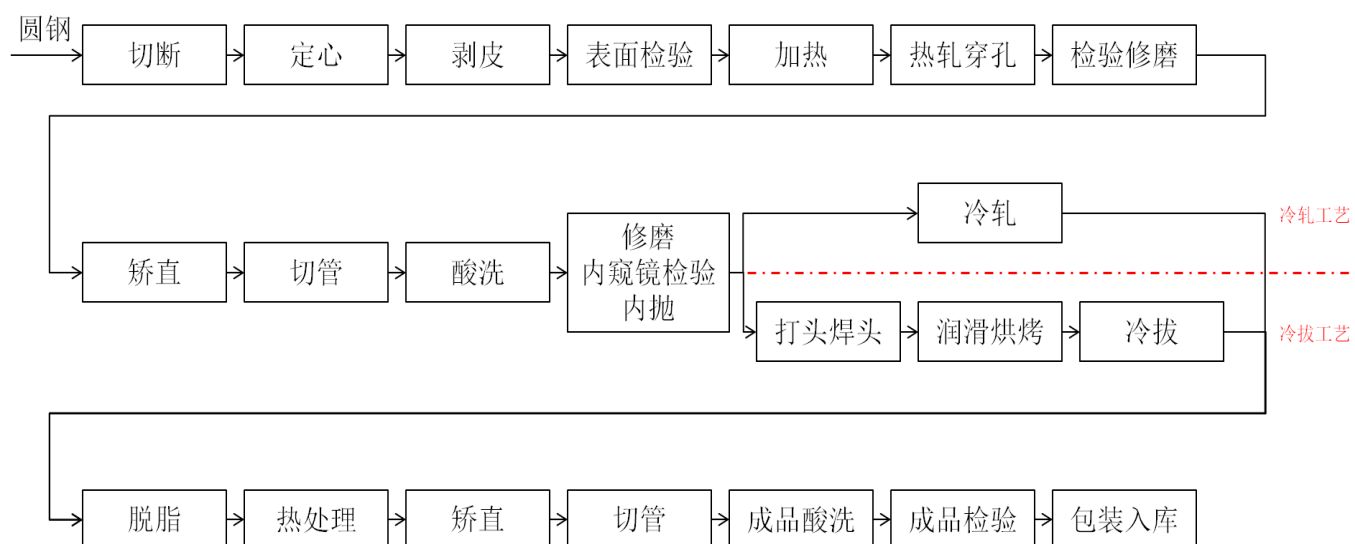 圆钢
切断
定心
剥皮
表面检验
加热
热轧穿孔
检验修磨
矫直
切管
酸洗
修磨
内窥镜检验
内抛
冷轧
冷轧工艺
打头焊头
润滑烘烤
冷拔
冷拔工艺
脱脂
热处理
矫直
切管
成品酸洗
成品检验
包装入库